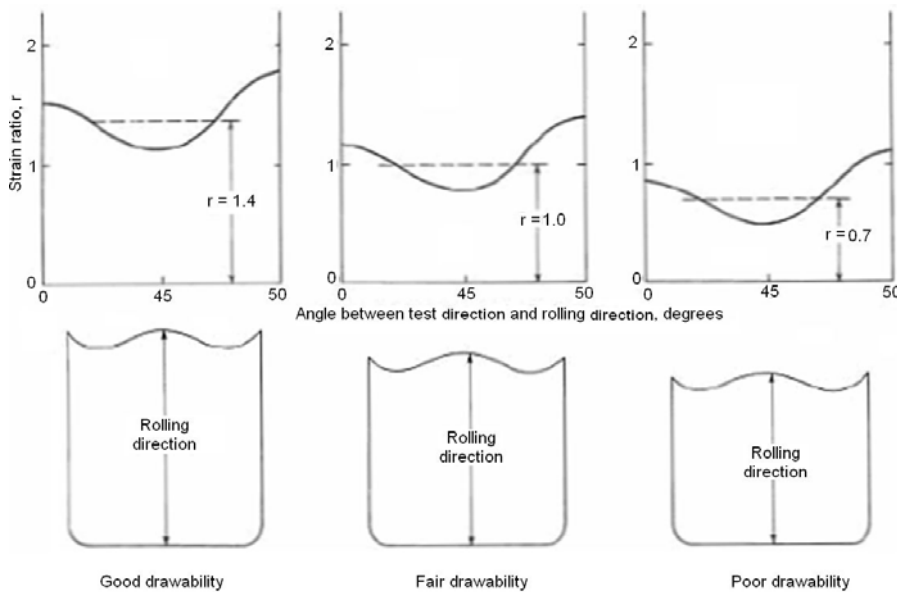 Strain ratio, r
2
1
0
r = 1.4
0
45
50
2
1
0
r = 1.0
0
45
50
2
1
0
r = 0.7
0
45
50
Angle between test direction and rolling direction, degrees
Rolling
direction
Rolling
direction
Rolling
direction
Good drawability
Fair drawability
Poor drawability